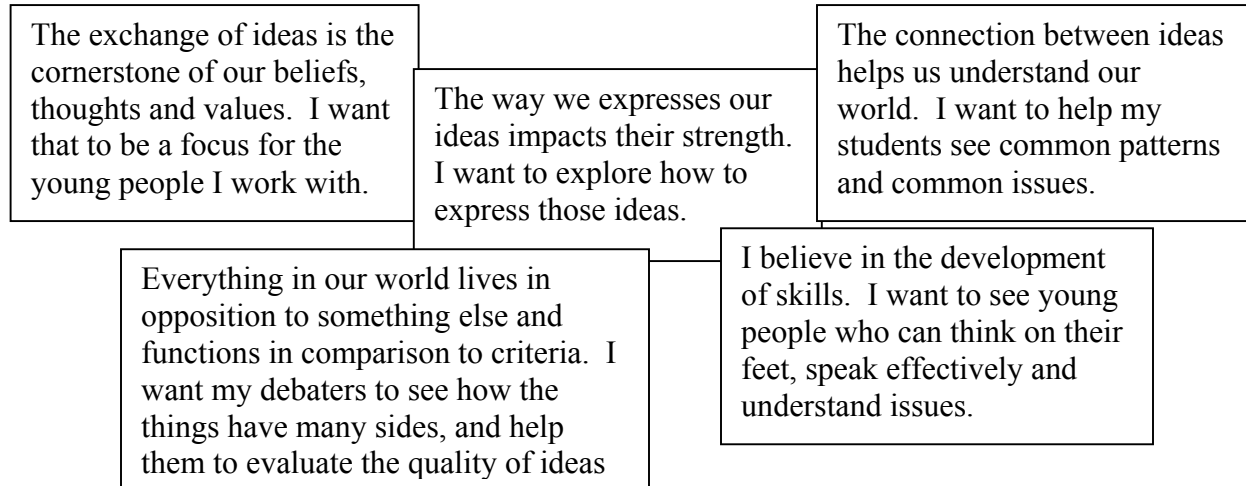 The exchange of ideas is the
cornerstone of our beliefs,
thoughts and values.  I want
that to be a focus for the
young people I work with.
The way we expresses our
ideas impacts their strength.
I want to explore how to
express those ideas.
The connection between ideas
helps us understand our
world.  I want to help my
students see common patterns
and common issues.
Everything in our world lives in
opposition to something else and
functions in comparison to criteria.  I
want my debaters to see how the
things have many sides, and help
them to evaluate the quality of ideas
I believe in the development
of skills.  I want to see young
people who can think on their
feet, speak effectively and
understand issues.